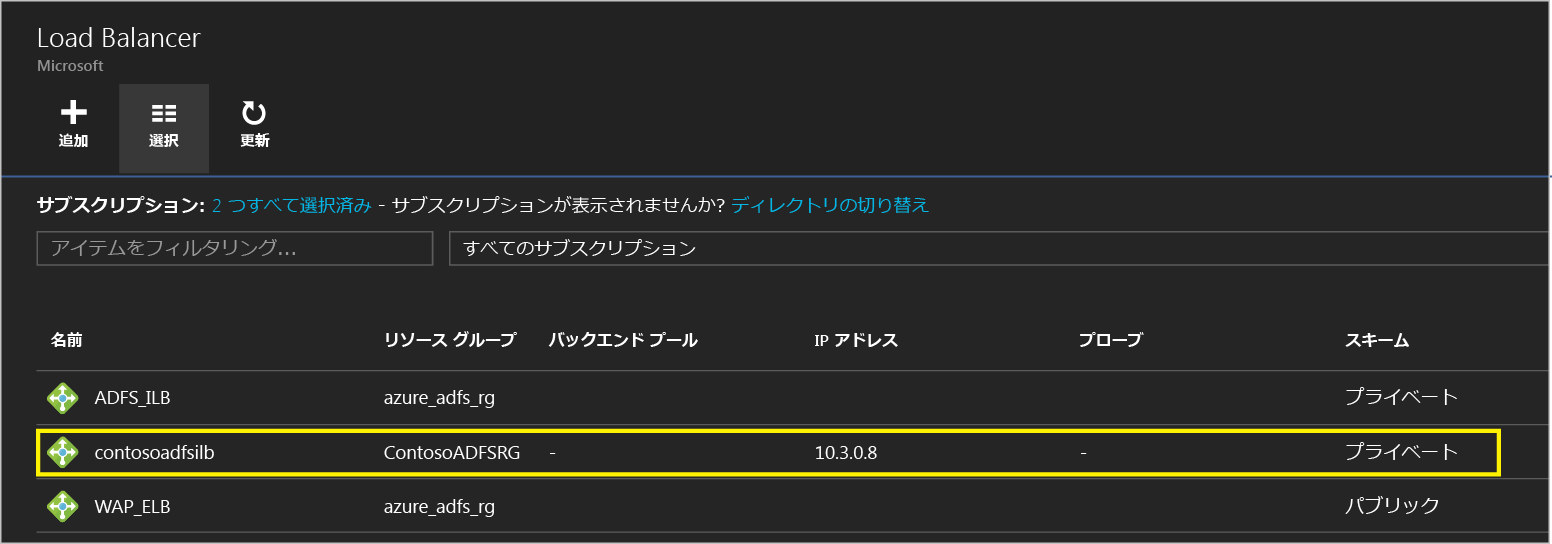 Load Balancer
Microsoft
追加 選択 更新
サブスクリプション: 2 つすべて選択済み - サブスクリプションが表示されませんか? ディレクトリの切り替え
アイテムをフィルタリング... すべてのサブスクリプション
名前 リソース グループ バックエンド プール IP アドレス プローブ スキーム
ADFS_ILB azure_adfs_rg プライベート
contosoadfsilb ContosoADFSRG - 10.3.0.8 - プライベート
WAP_ELB azure_adfs_rg パブリック